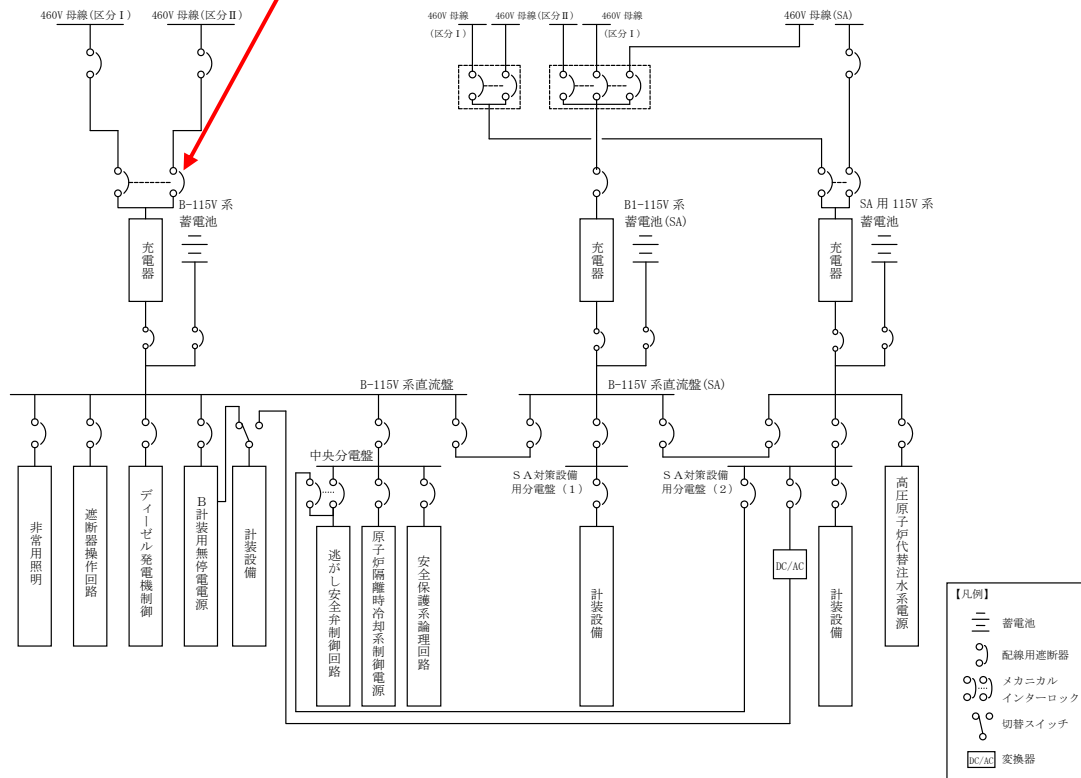 460V 母線(区分Ⅰ)
460V 母線(区分Ⅱ)
460V 母線
(区分Ⅰ)
460V 母線(区分Ⅱ)
460V 母線
(区分Ⅰ)
460V 母線(SA)
B-115V 系
蓄電池
充電器
B1-115V 系
蓄電池(SA)
充電器
SA 用 115V 系
蓄電池
充電器
B-115V 系直流盤
B-115V 系直流盤(SA)
中央分電盤
SA対策設備
用分電盤(1)
SA対策設備
用分電盤(2)
非常用照明
遮断器操作回路
ディーゼル発電機制御
B計装用無停電電源
計装設備
逃がし安全弁制御回路
原子炉隔離時冷却系制御電源
安全保護系論理回路
計装設備
DC/AC
計装設備
高圧原子炉代替注水系電源
【凡例】
蓄電池
配線用遮断器
メカニカル
インターロック
切替スイッチ
DC/AC 変換器